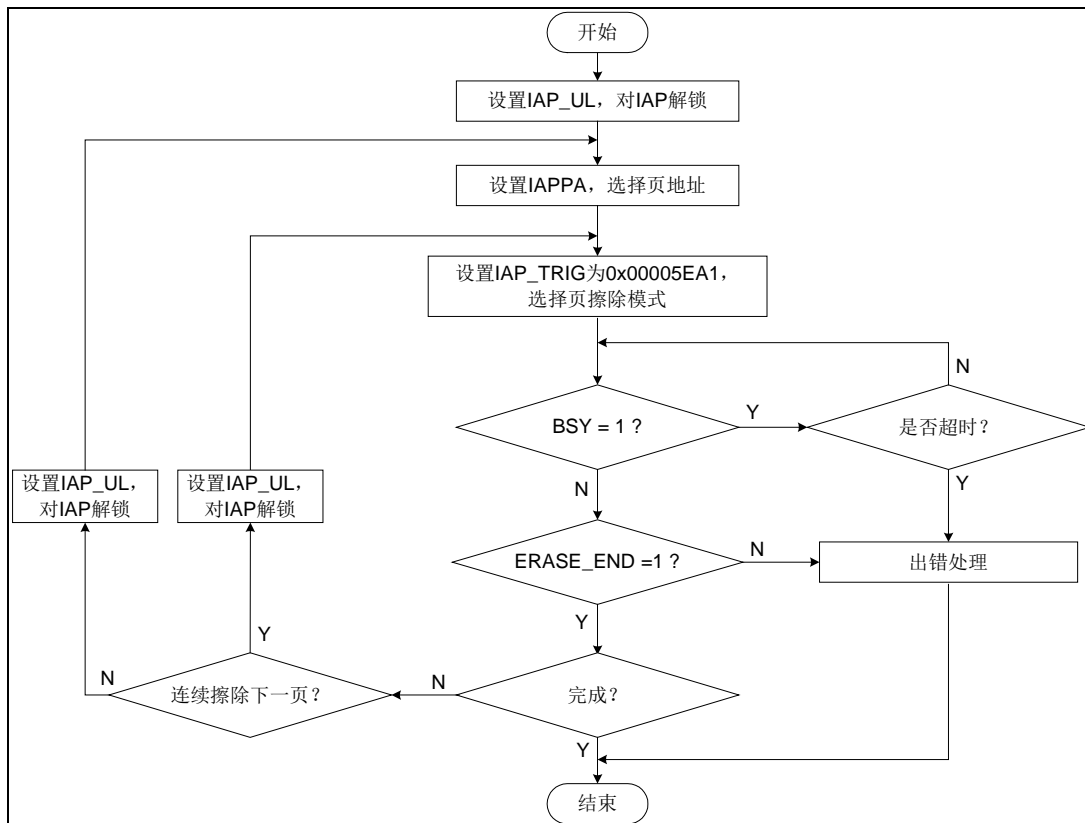 开始
设置IAP_UL，对IAP解锁
设置IAPPA，选择页地址
设置IAP_TRIG为0x00005EA1，
选择页擦除模式
N
BSY = 1 ?
Y
是否超时？
设置IAP_UL，
对IAP解锁
设置IAP_UL，
对IAP解锁
N
Y
ERASE_END =1 ?
N
出错处理
Y
Y
N
连续擦除下一页？
N
完成？
Y
结束